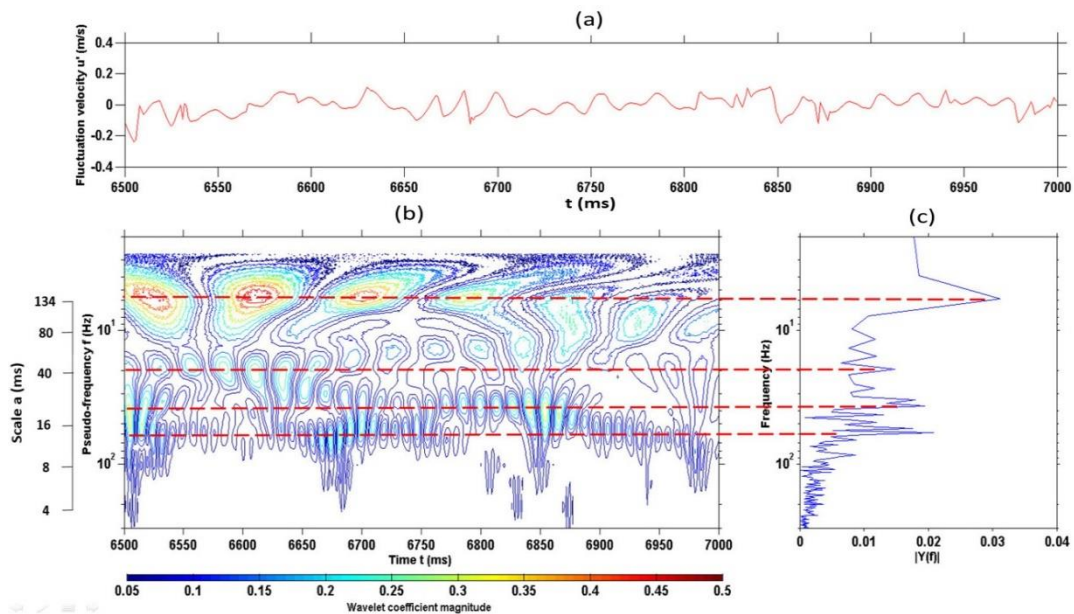 (a)
Fluctuation velocity u' (m/s)
0.4
0.2
0
-0.2
-0.4
6500 6550 6600 6650 6700 6750 6800 6850 6900 6950 7000
t (ms)
(b)
(c)
Scale a (ms)
134
80
40
16
8
4
Pseudo-frequency f (Hz)
10¹
10²
6500 6550 6600 6650 6700 6750 6800 6850 6900 6950 7000
Time t (ms)
Frequency (Hz)
10¹
10²
0 0.01 0.02 0.03 0.04
|Y(f)|
0.05 0.1 0.15 0.2 0.25 0.3 0.35 0.4 0.45 0.5
Wavelet coefficient magnitude